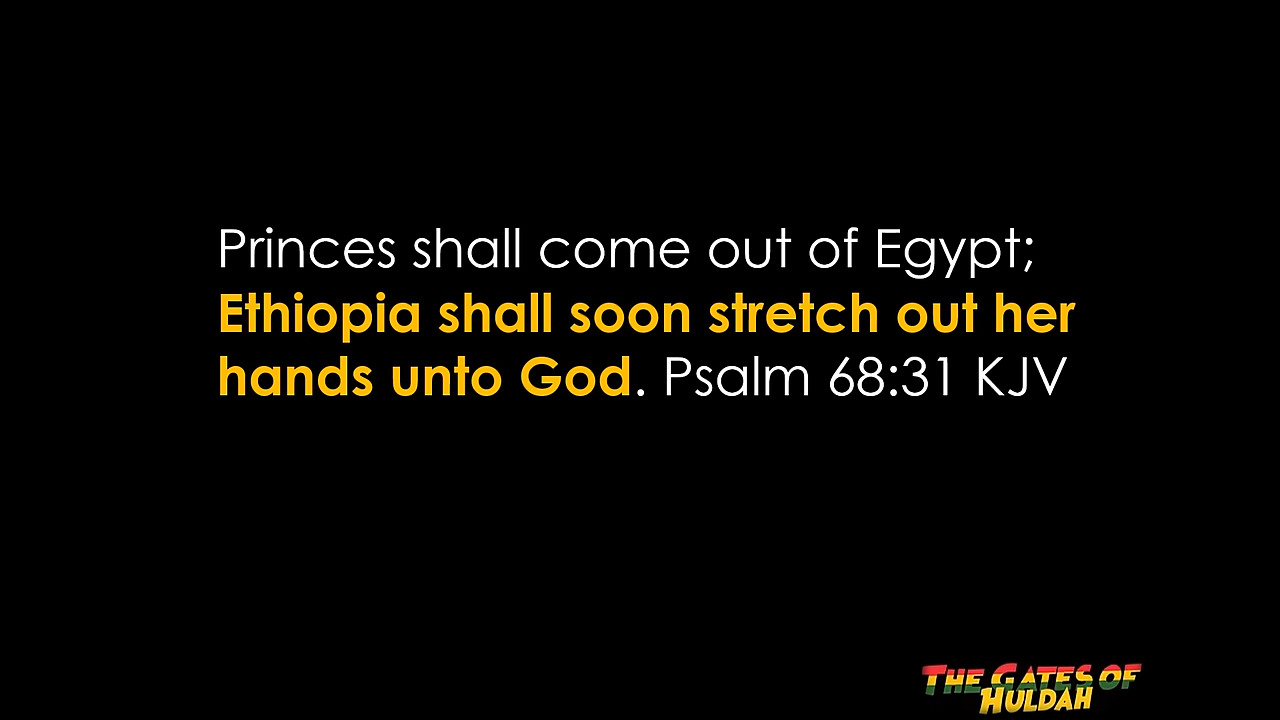 Princes shall come out of Egypt;
Ethiopia shall soon stretch out her
hands unto God. Psalm 68:31 KJV
THE GATES OF
HULDAH